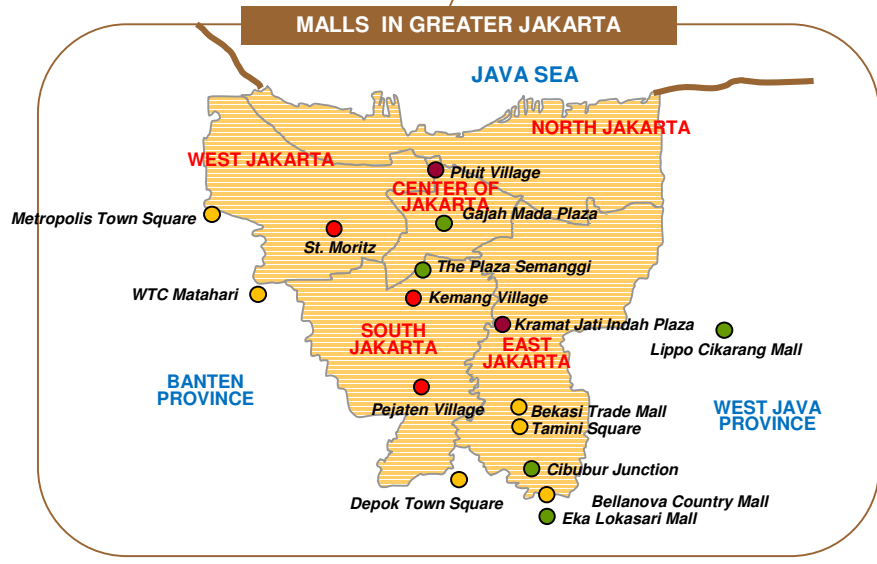 MALLS IN GREATER JAKARTA
JAVA SEA
NORTH JAKARTA
WEST JAKARTA
Pluit Village
CENTER OF
JAKARTA
Gajah Mada Plaza
Metropolis Town Square
St. Moritz
The Plaza Semanggi
WTC Matahari
Kemang Village
Kramat Jati Indah Plaza
SOUTH
JAKARTA
EAST
JAKARTA
Lippo Cikarang Mall
BANTEN
PROVINCE
Pejaten Village
Bekasi Trade Mall
WEST JAVA
PROVINCE
Tamini Square
Cibubur Junction
Depok Town Square
Bellanova Country Mall
Eka Lokasari Mall